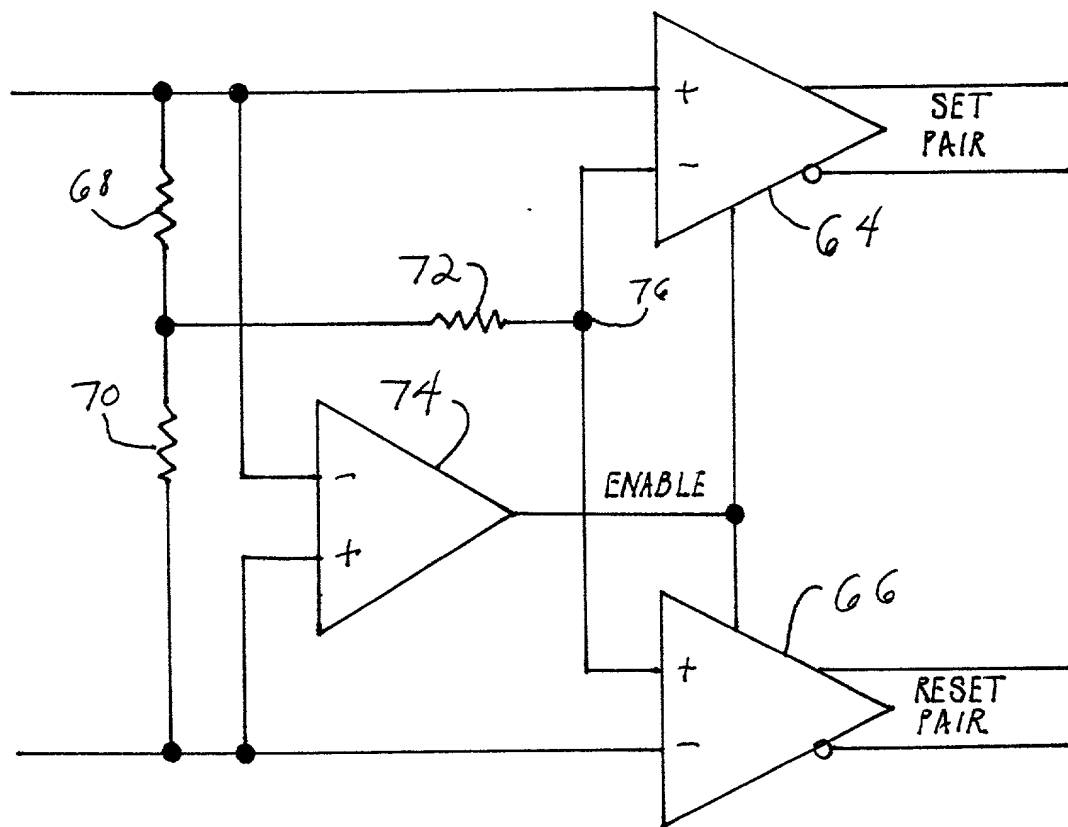 +
-
SET
PAIR
64
68
72
76
70
74
-
+
ENABLE
66
+
-
RESET
PAIR